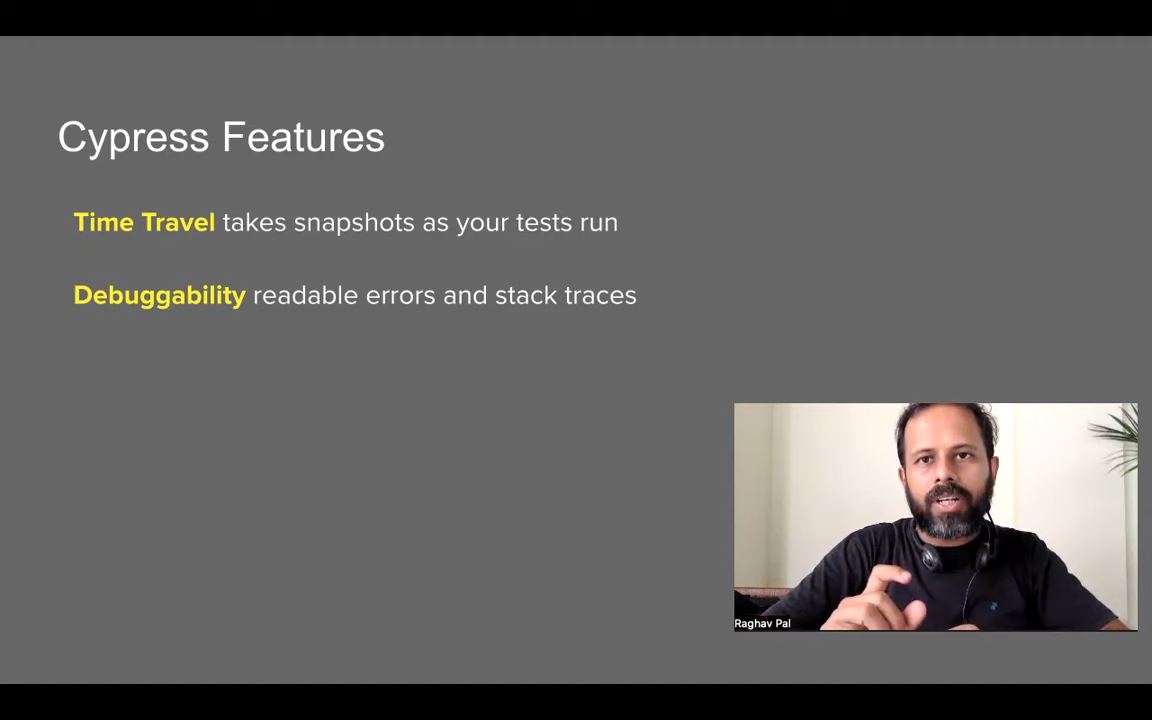 Cypress Features
Time Travel takes snapshots as your tests run
Debuggability readable errors and stack traces
Raghav Pal